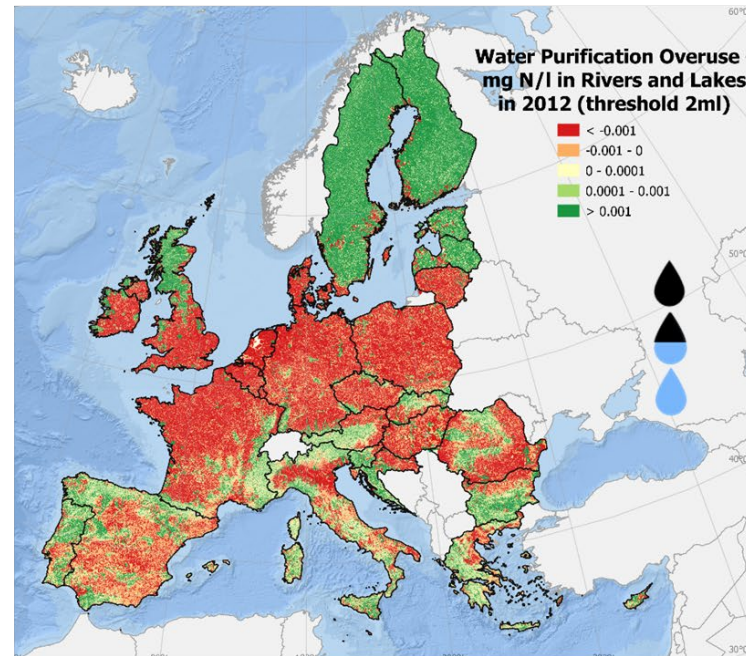 60°
Water Purification Overuse -
mg N/l in Rivers and Lakes
in 2012 (threshold 2ml)
< -0.001
-0.001 - 0
0 - 0.0001
0.0001 - 0.001
> 0.001
50°
40°
30°